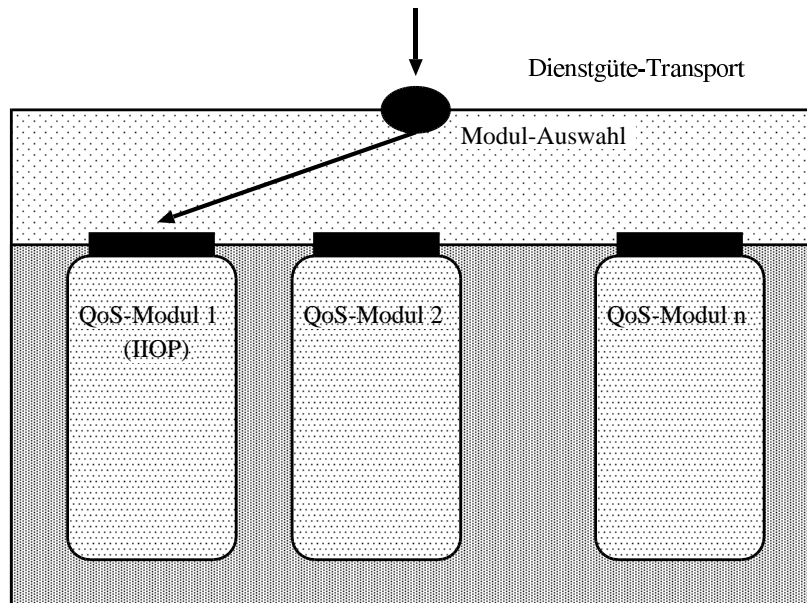 Dienstgüte-Transport
Modul-Auswahl
QoS-Modul 1
(IIOP)
QoS-Modul 2
QoS-Modul n